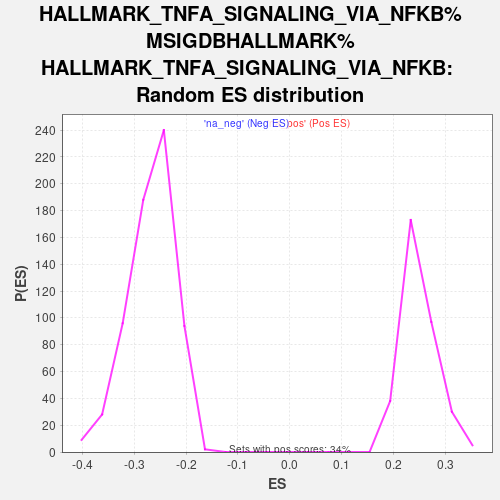 HALLMARK_TNFA_SIGNALING_VIA_NFKB%
MSIGDBHALLMARK%
HALLMARK_TNFA_SIGNALING_VIA_NFKB:
Random ES distribution
'na_neg' (Neg ES)
pos' (Pos ES)
240
220
200
180
160
140
120
100
80
60
40
20
0
P(ES)
Sets with pos scores: 34%
-0.4 -0.3 -0.2 -0.1 0.0 0.1 0.2 0.3
ES